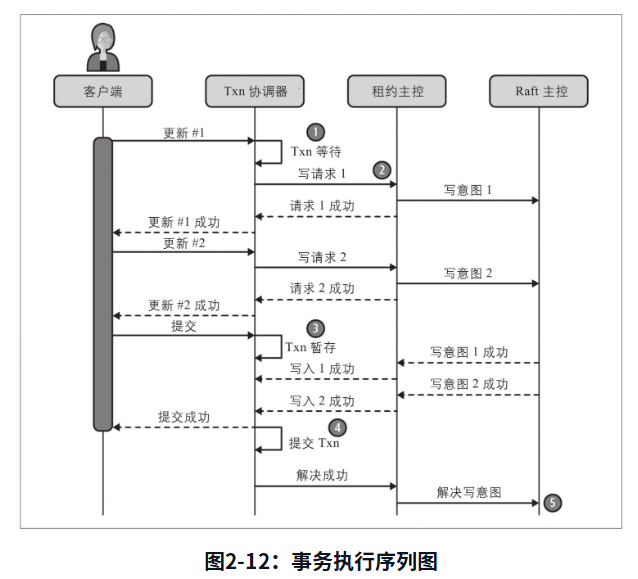 客户端
Txn 协调器
租约主控
Raft 主控
更新 #1
1
Txn 等待
写请求 1
2
写意图 1
请求 1 成功
更新 #1 成功
更新 #2
写请求 2
写意图 2
请求 2 成功
更新 #2 成功
提交
3
Txn 暂存
写意图 1 成功
写入 1 成功
写意图 2 成功
写入 2 成功
提交成功
4
提交 Txn
解决成功
解决写意图
5
图2-12：事务执行序列图